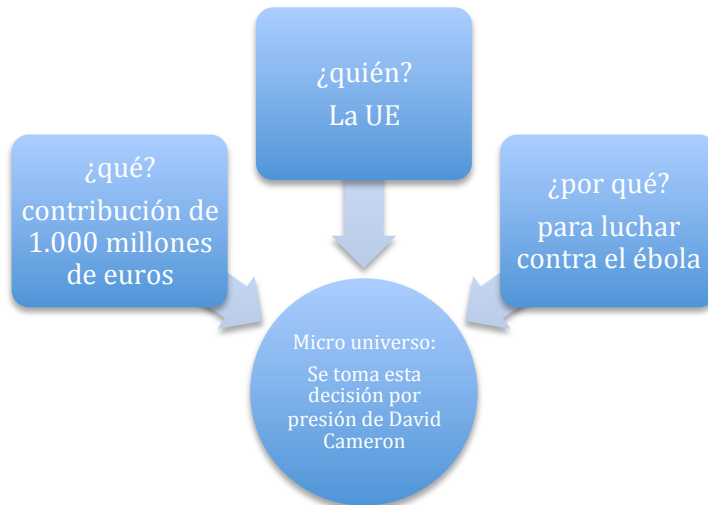 ¿quién?
La UE
¿qué?
contribución de
1.000 millones
de euros
¿por qué?
para luchar
contra el ébola
Micro universo:
Se toma esta
decisión por
presión de David
Cameron